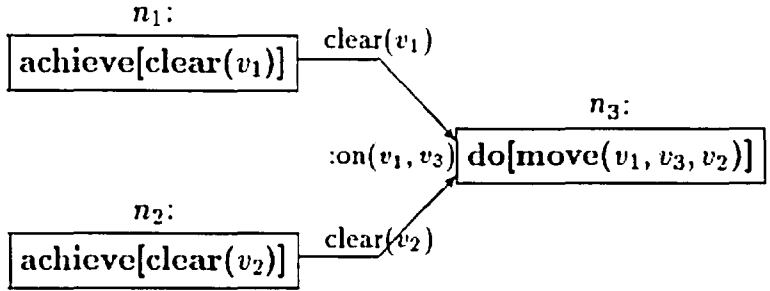 n₁:
achieve[clear(v₁)]
clear(v₁)
n₃:
:on(v₁, v₃)
do[move(v₁, v₃, v₂)]
n₂:
achieve[clear(v₂)]
clear(v₂)